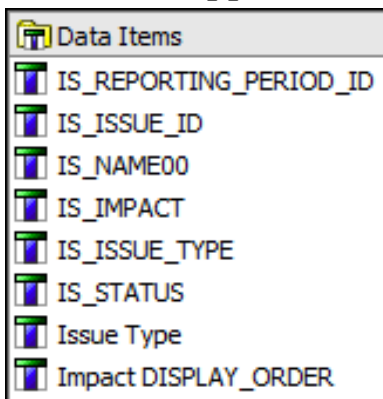 Data Items
IS_REPORTING_PERIOD_ID
IS_ISSUE_ID
IS_NAME00
IS_IMPACT
IS_ISSUE_TYPE
IS_STATUS
Issue Type
Impact DISPLAY_ORDER